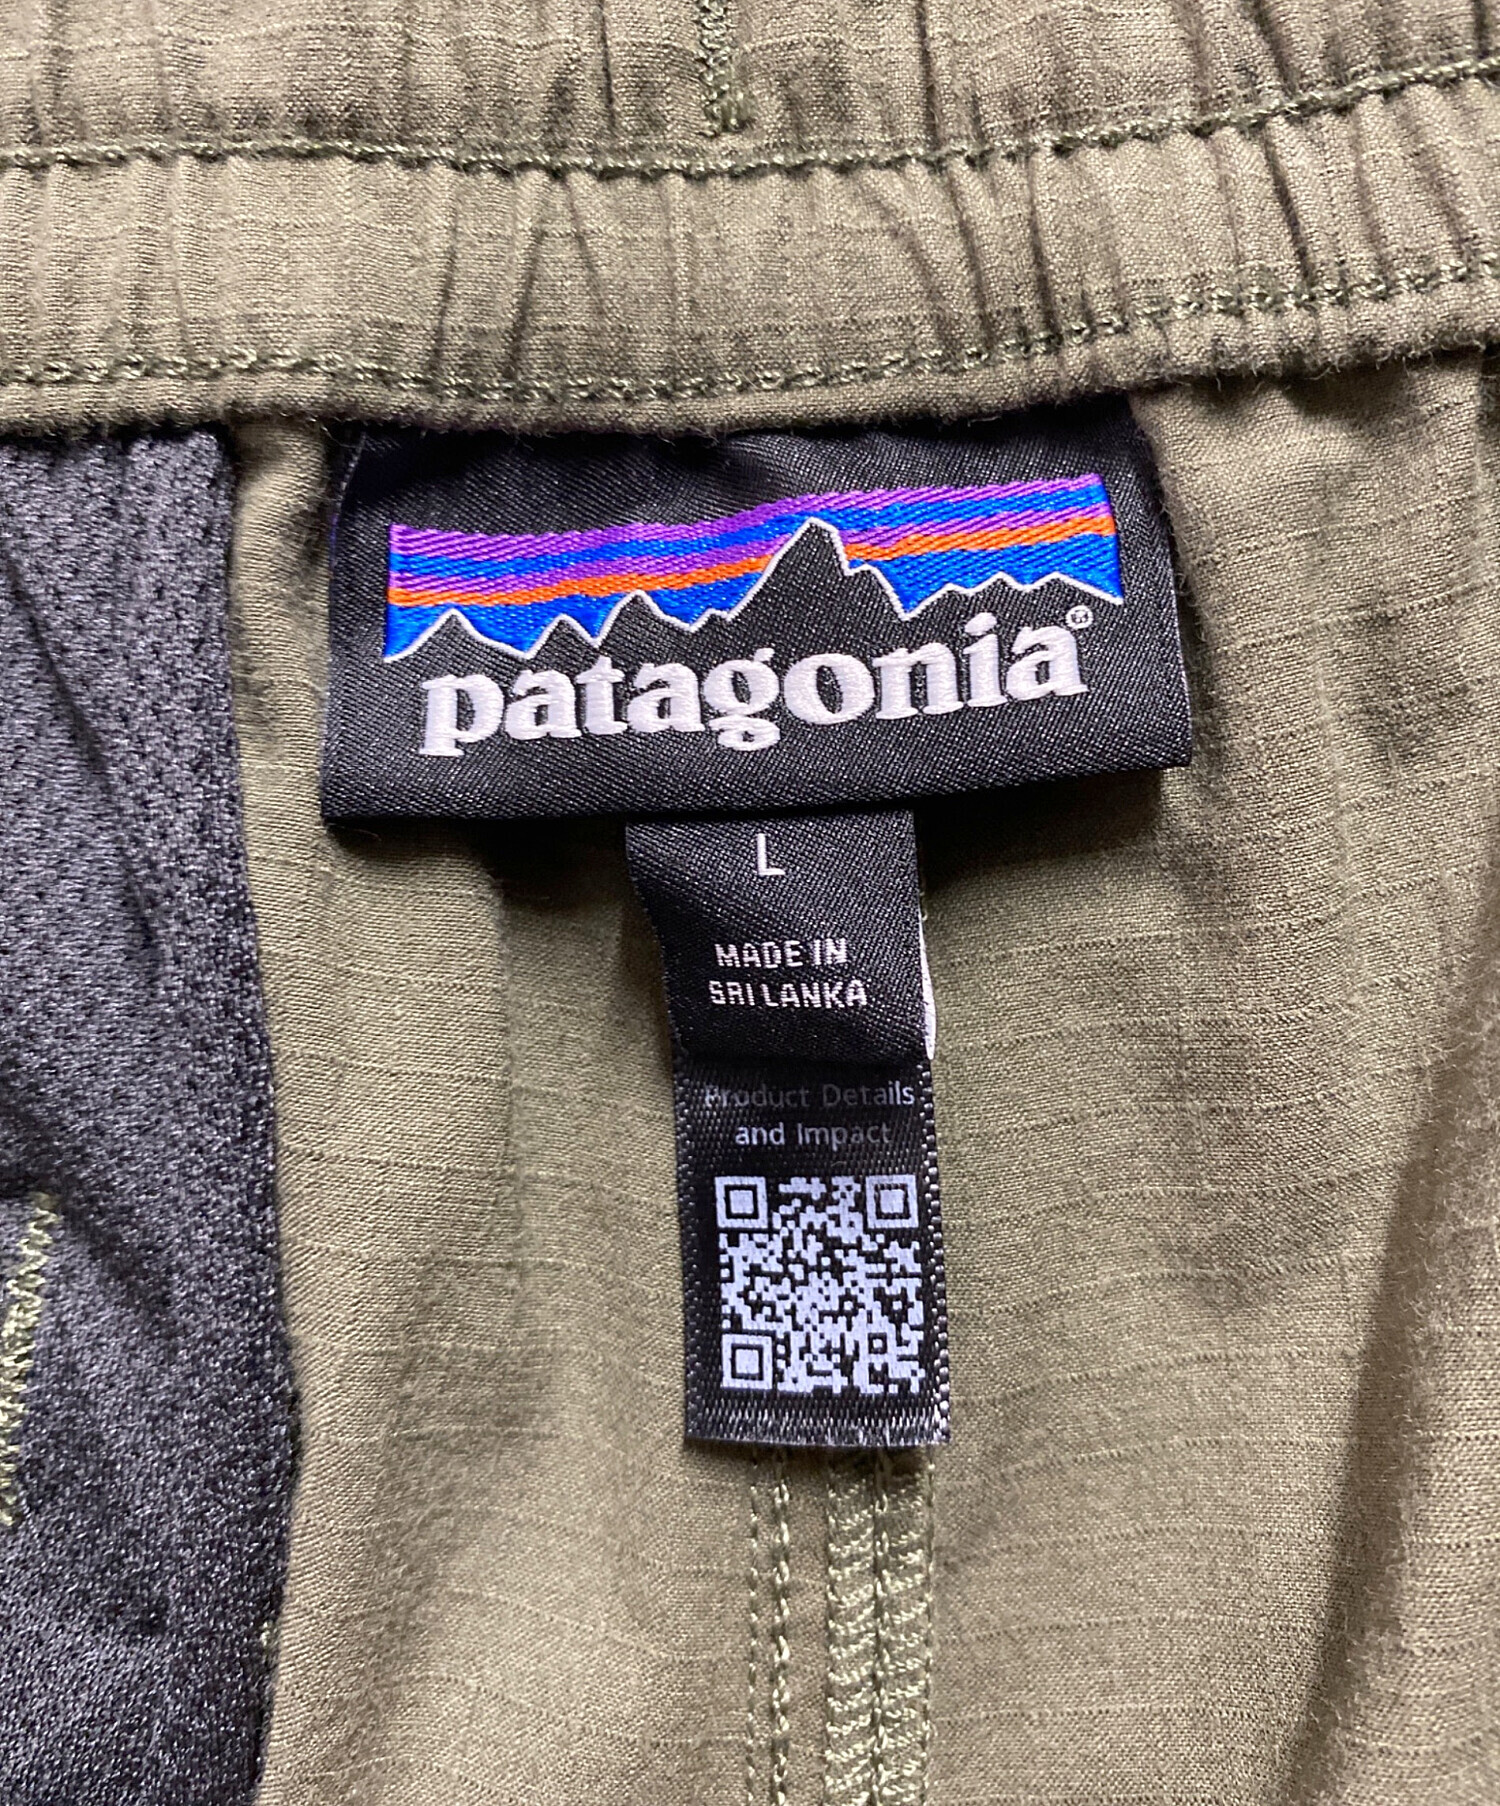 patagonia®
L
MADE IN
SRI LANKA
Product Details
and Impact